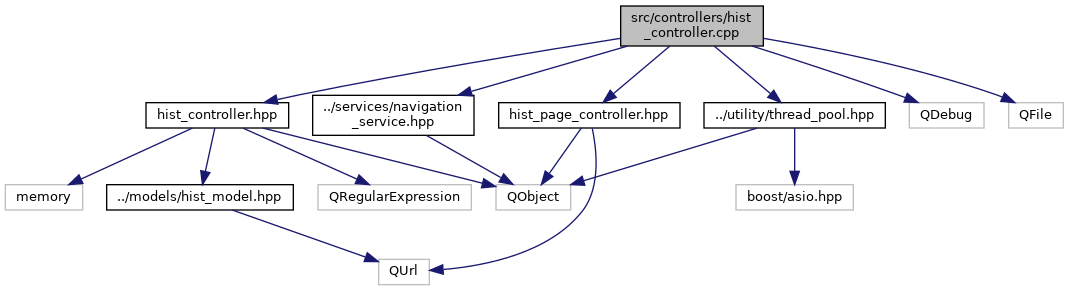 src/controllers/hist
_controller.cpp
hist_controller.hpp
../services/navigation
_service.hpp
hist_page_controller.hpp
../utility/thread_pool.hpp
QDebug
QFile
memory
../models/hist_model.hpp
QRegularExpression
QObject
boost/asio.hpp
QUrl